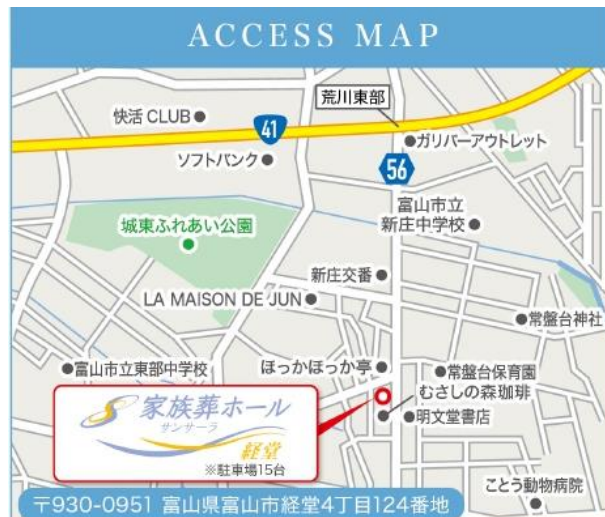 ACCESS MAP
荒川東部
快活CLUB
41
ガリバーアウトレット
ソフトバンク
56
富山市立
新庄中学校
城東ふれあい公園
新庄交番
LA MAISON DE JUN
常盤台神社
富山市立東部中学校
ほっかほっか亭
常盤台保育園
むさしの森珈琲
明文堂書店
家族葬ホール
サンサーラ
経堂
※駐車場15台
ことう動物病院
〒930-0951 富山県富山市経堂4丁目124番地